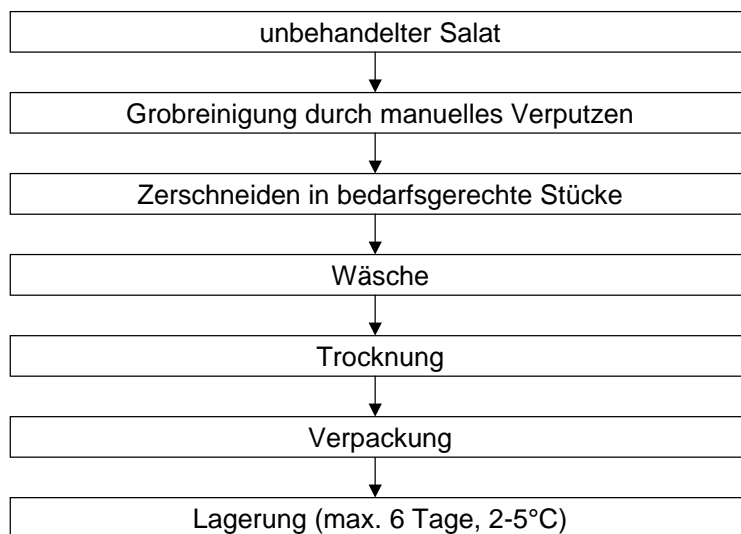 unbehandelter Salat
Grobreinigung durch manuelles Verputzen
Zerschneiden in bedarfsgerechte Stücke
Wäsche
Trocknung
Verpackung
Lagerung (max. 6 Tage, 2-5°C)